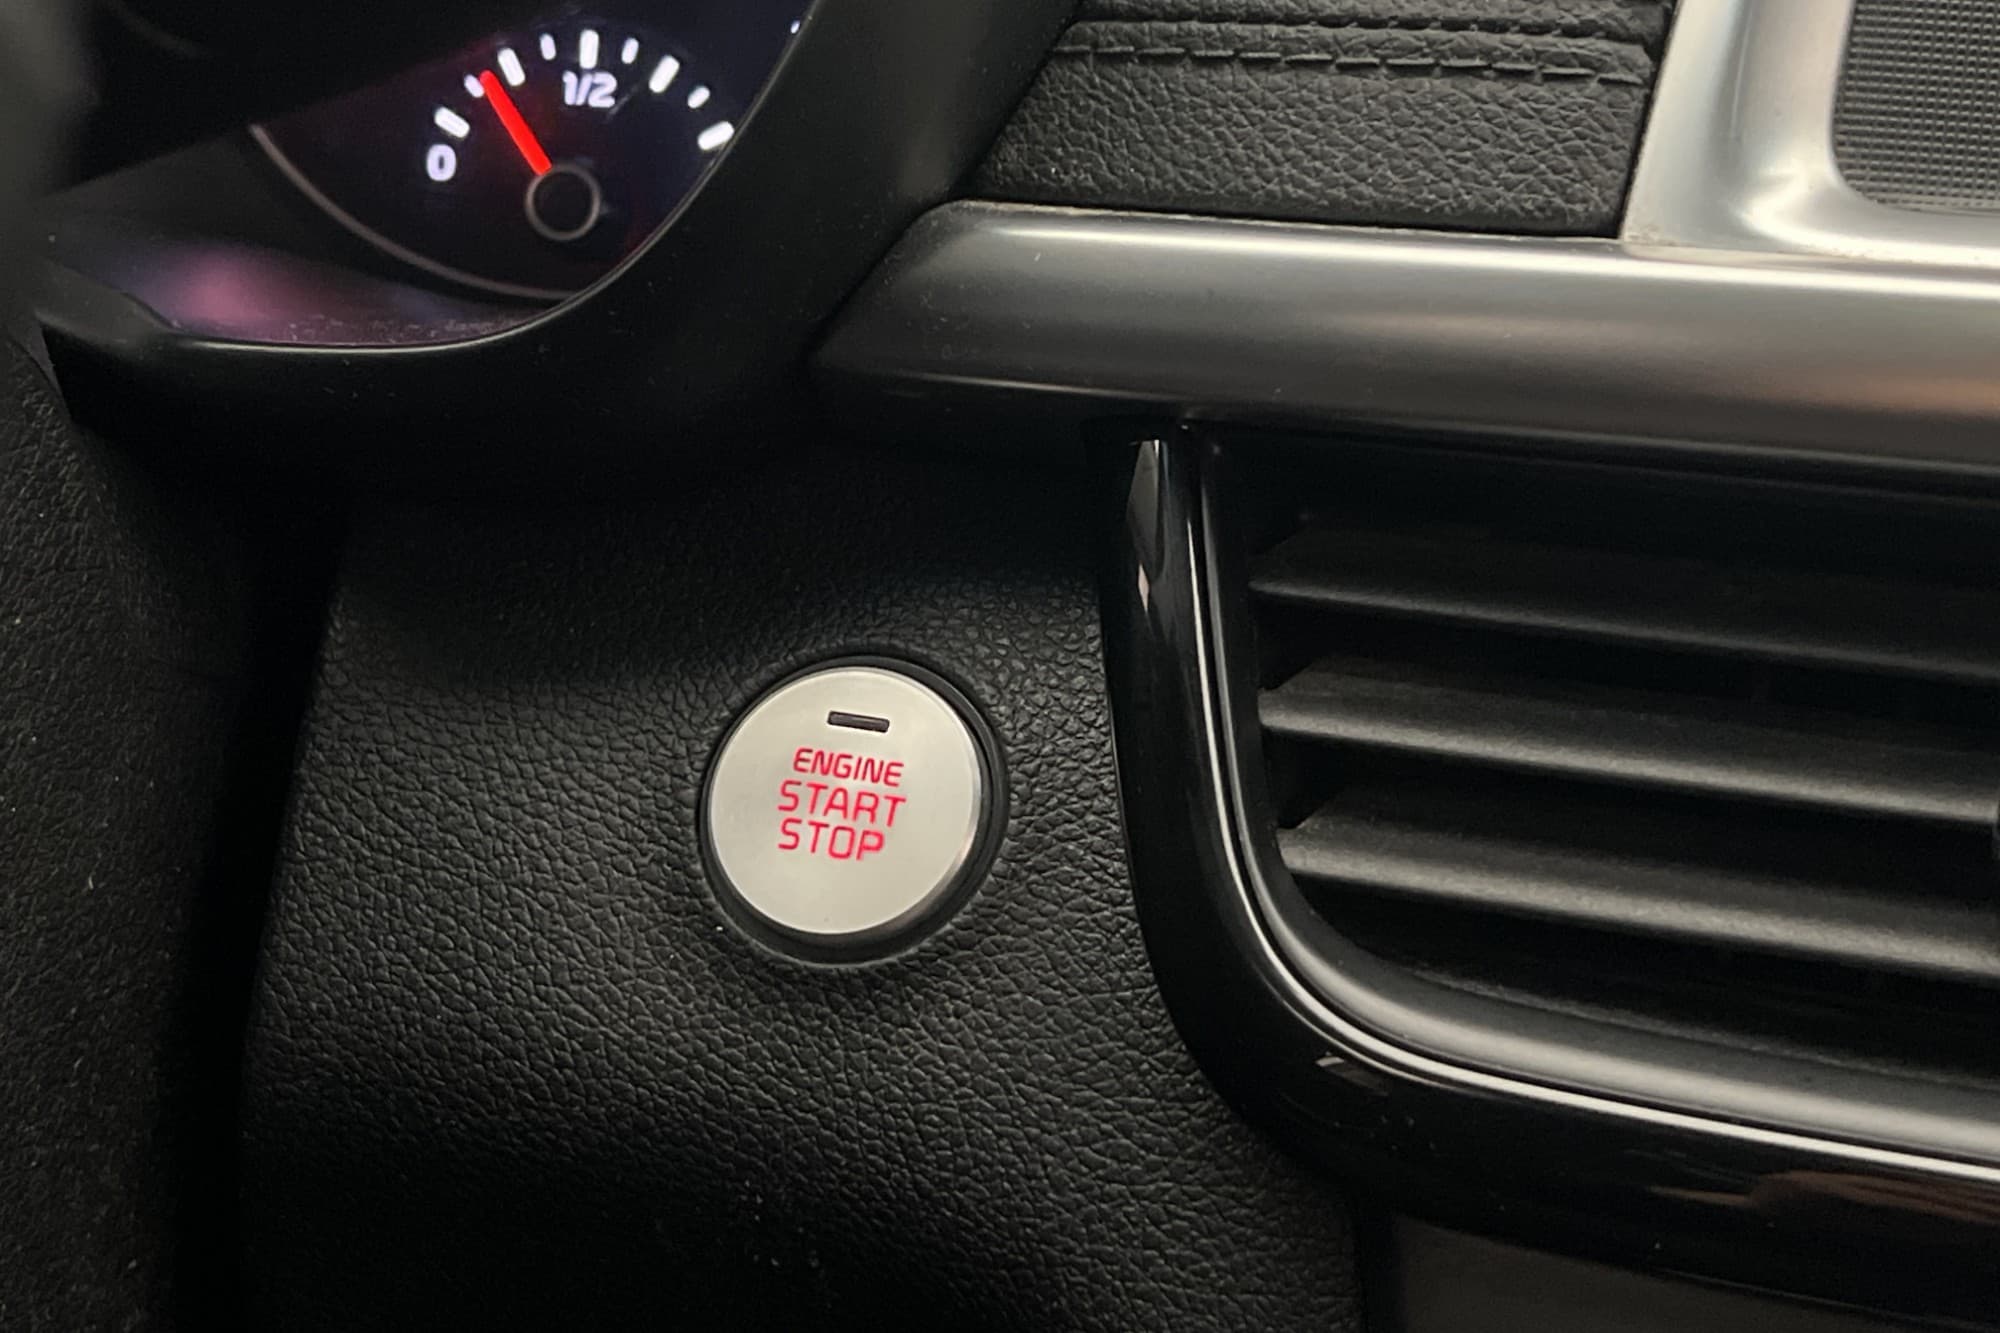 1/2
0
ENGINE
START
STOP